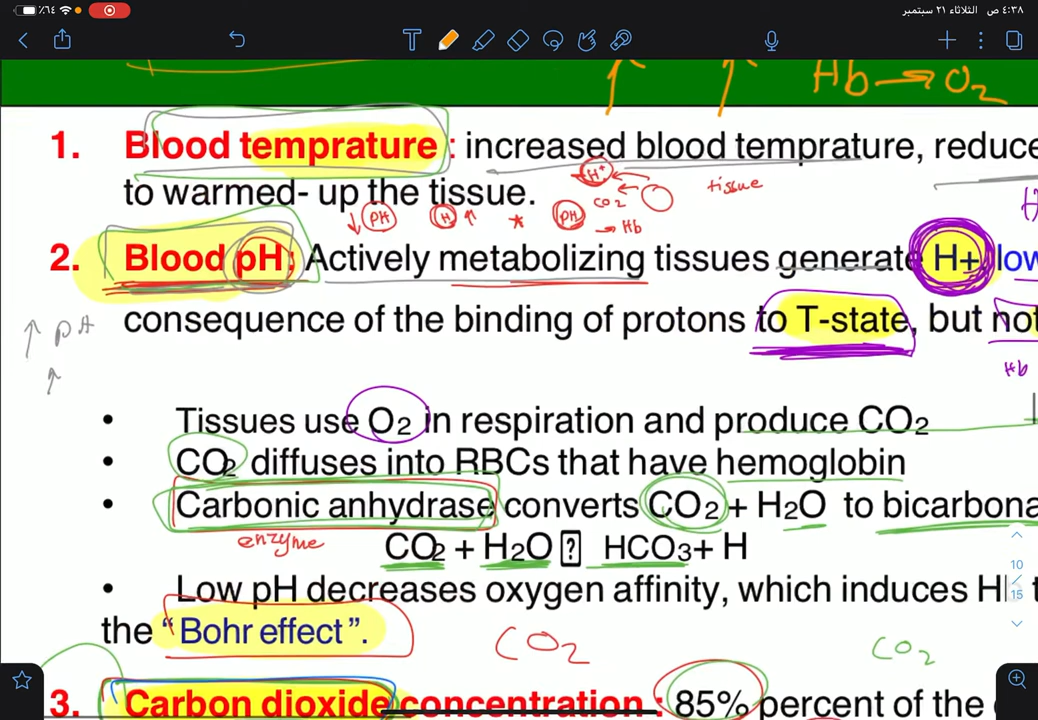 ٪٦٤ ٤:٣٨ ص الثلاثاء ٢١ سبتمبر
Hb → O2
1. Blood temprature : increased blood temprature, reduce
to warmed- up the tissue.
H+ CO2 tissue
↓ PH H ↑ * PH → Hb
2. Blood pH: Actively metabolizing tissues generate H+, low
↑ pH
consequence of the binding of protons to T-state, but not
↑
Hb
• Tissues use O2 in respiration and produce CO2
• CO2 diffuses into RBCs that have hemoglobin
• Carbonic anhydrase converts CO2 + H2O to bicarbona
enzyme
CO2 + H2O ? HCO3+ H
10
15
• Low pH decreases oxygen affinity, which induces H
the “Bohr effect”.
CO2 CO2
3. Carbon dioxide concentration : 85% percent of the